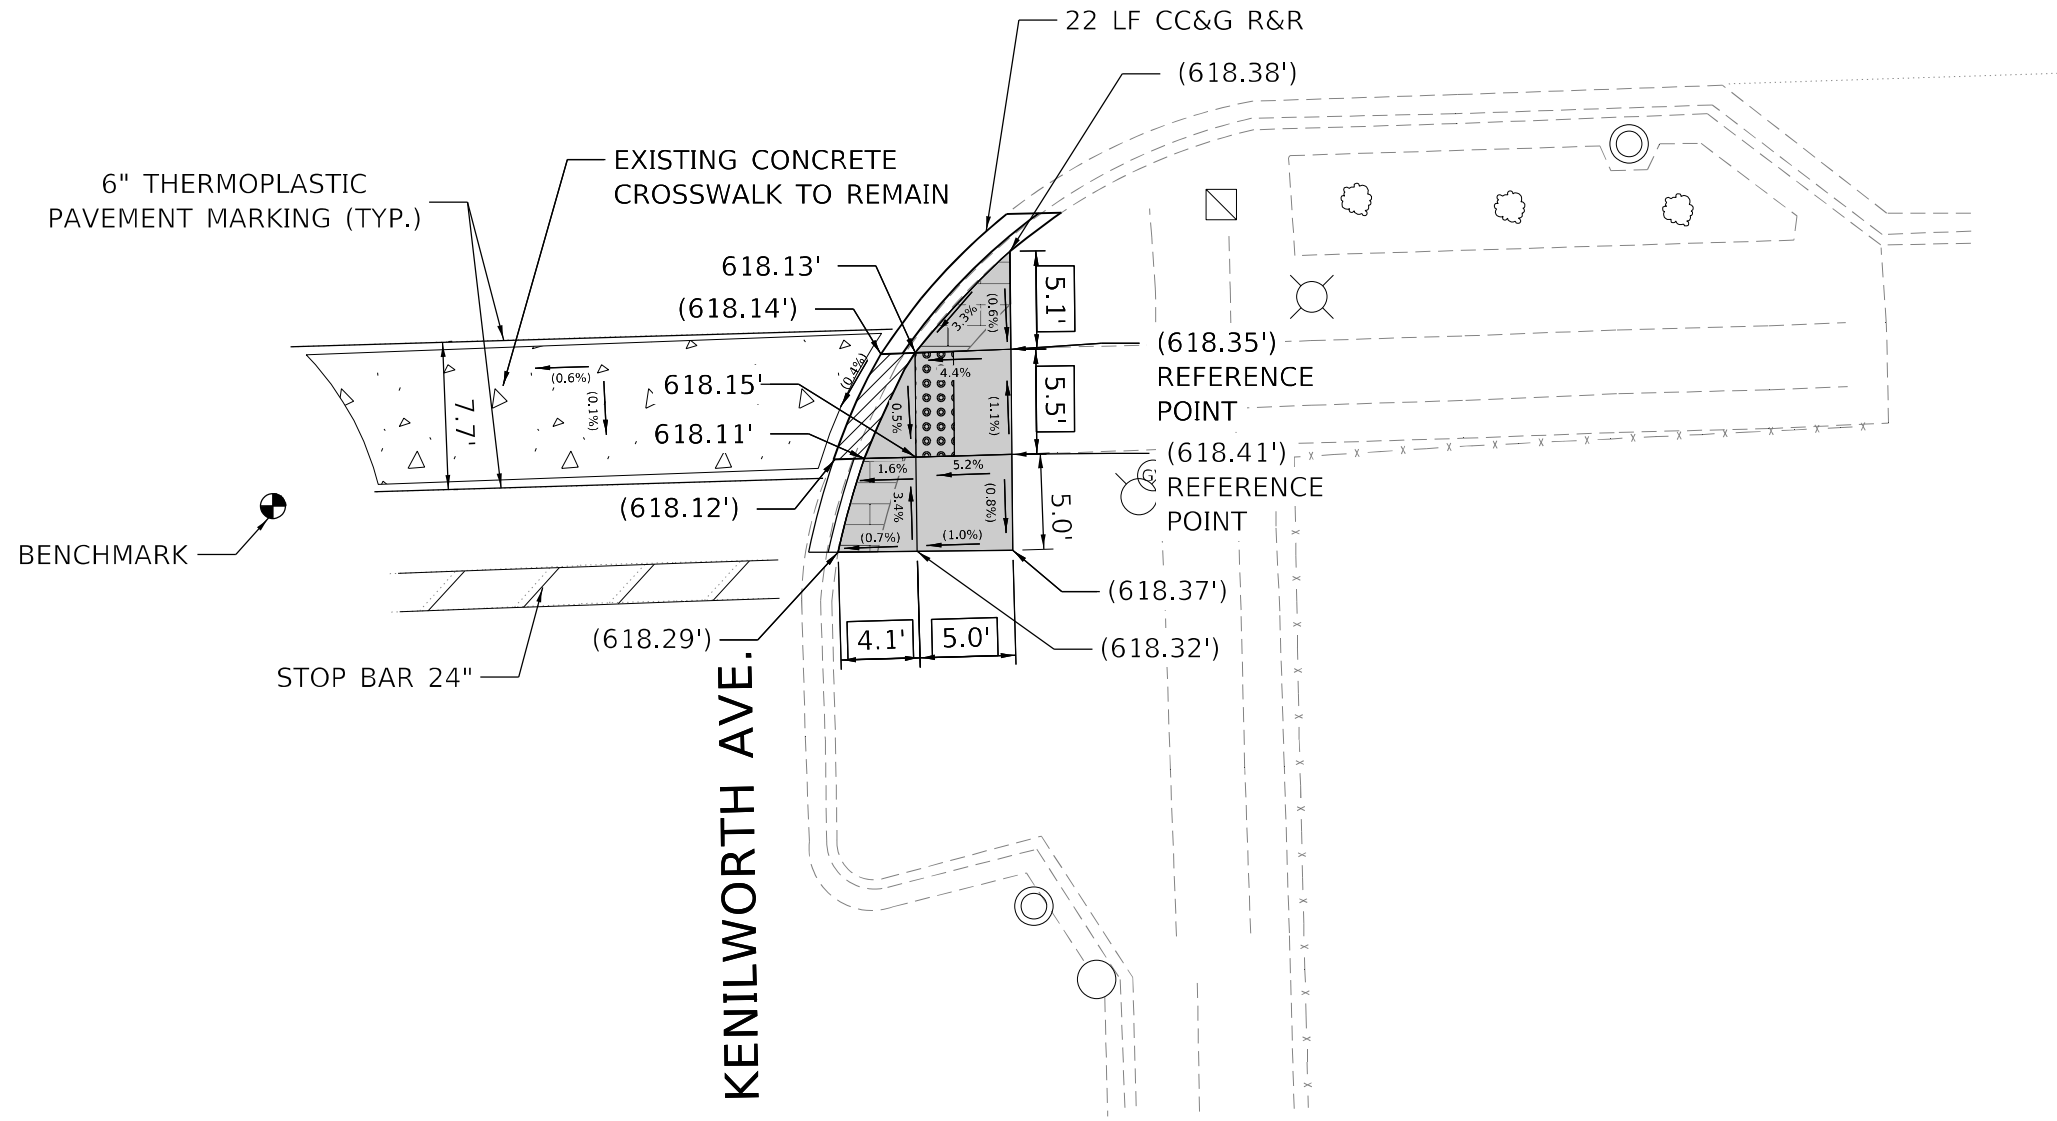 22 LF CC&G R&R
(618.38')
EXISTING CONCRETE
CROSSWALK TO REMAIN
6" THERMOPLASTIC
PAVEMENT MARKING (TYP.)
618.13'
(618.14')
5.1'
3.3%
(0.6%)
(618.35')
REFERENCE
POINT
(0.6%)
(0.4%)
4.4%
618.15'
5.5'
7.7'
(0.1%)
0.5%
(1.1%)
618.11'
(618.41')
REFERENCE
POINT
1.6%
5.2%
3.4%
(0.8%)
5.0'
(618.12')
(0.7%)
(1.0%)
BENCHMARK
(618.37')
(618.29')
4.1'
5.0'
(618.32')
STOP BAR 24"
KENILWORTH AVE.